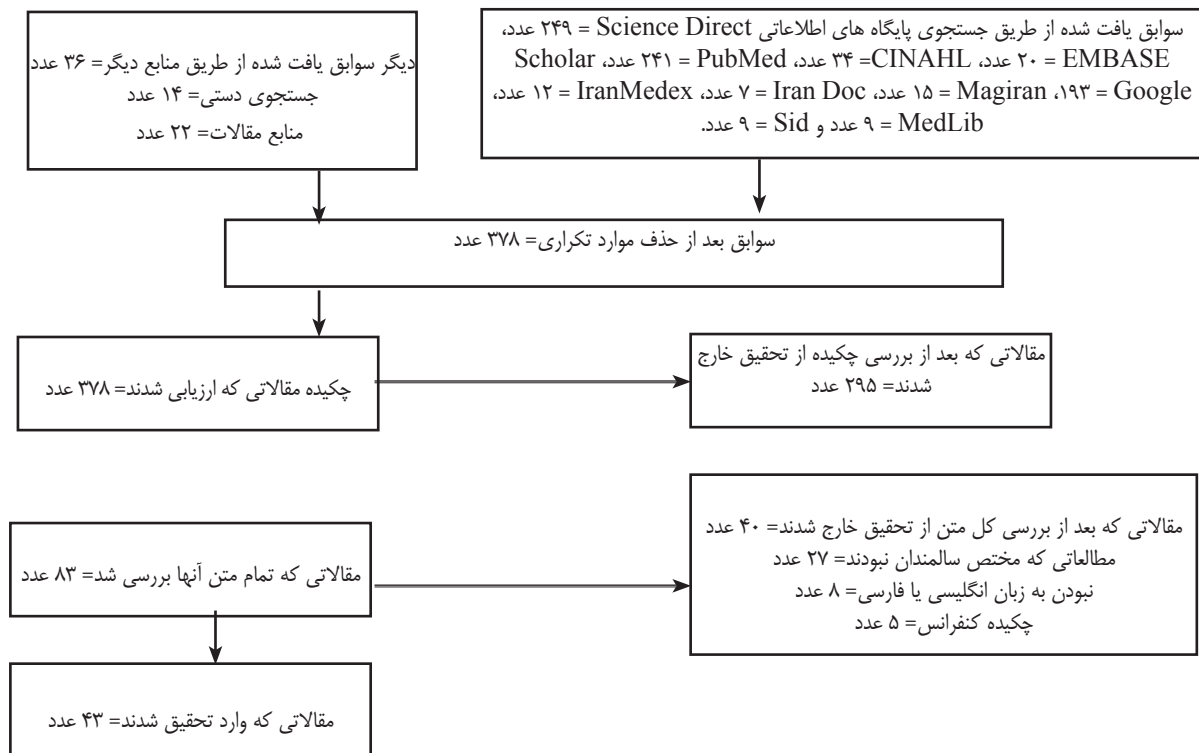 سوابق یافت شده از طریق جستجوی پایگاه های اطلاعاتی Science Direct = ۲۴۹ عدد،
EMBASE = ۲۰ عدد، CINAHL= ۳۴ عدد، PubMed = ۲۴۱ عدد، Scholar
Google = ۱۹۳، Magiran = ۱۵ عدد، Iran Doc = ۷ عدد، IranMedex = ۱۲ عدد،
MedLib = ۹ عدد و Sid = ۹ عدد.
دیگر سوابق یافت شده از طریق منابع دیگر= ۳۶ عدد
جستجوی دستی= ۱۴ عدد
منابع مقالات= ۲۲ عدد
سوابق بعد از حذف موارد تکراری= ۳۷۸ عدد
چکیده مقالاتی که ارزیابی شدند= ۳۷۸ عدد
مقالاتی که بعد از بررسی چکیده از تحقیق خارج
شدند= ۲۹۵ عدد
مقالاتی که تمام متن آنها بررسی شد= ۸۳ عدد
مقالاتی که بعد از بررسی کل متن از تحقیق خارج شدند= ۴۰ عدد
مطالعاتی که مختص سالمندان نبودند= ۲۷ عدد
نبودن به زبان انگلیسی یا فارسی= ۸ عدد
چکیده کنفرانس= ۵ عدد
مقالاتی که وارد تحقیق شدند= ۴۳ عدد